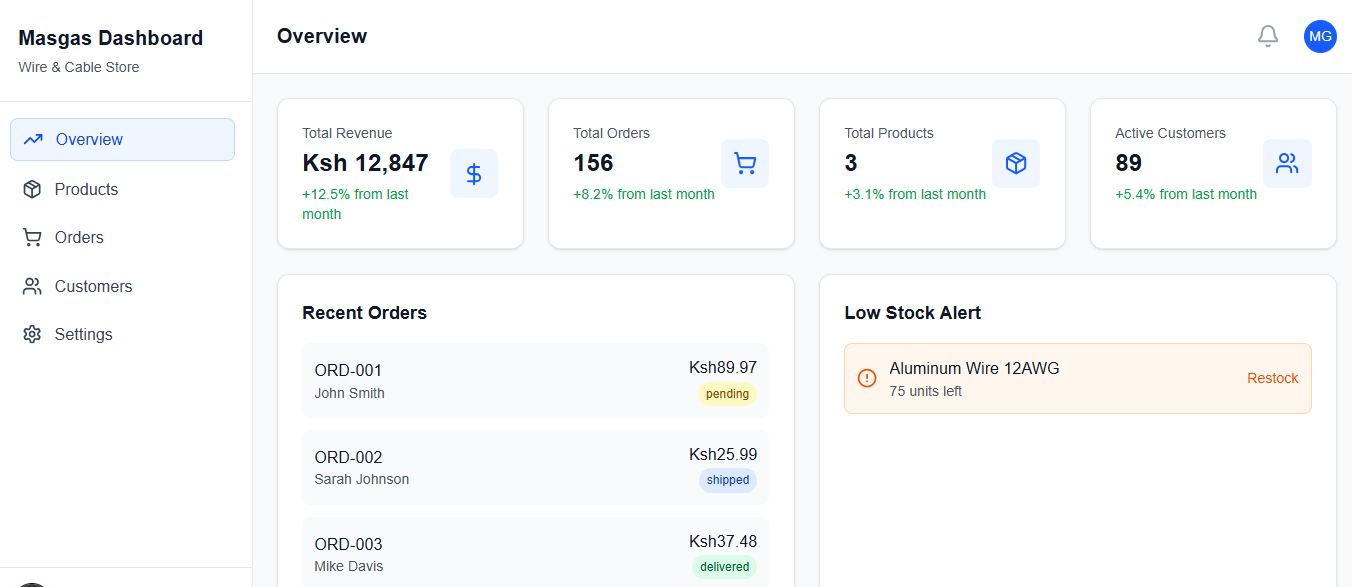 Masgas Dashboard
Wire & Cable Store
Overview
Products
Orders
Customers
Settings
Overview
MG
Total Revenue
Ksh 12,847
+12.5% from last
month
Total Orders
156
+8.2% from last month
Total Products
3
+3.1% from last month
Active Customers
89
+5.4% from last month
Recent Orders
ORD-001
John Smith
Ksh89.97
pending
ORD-002
Sarah Johnson
Ksh25.99
shipped
ORD-003
Mike Davis
Ksh37.48
delivered
Low Stock Alert
Aluminum Wire 12AWG
75 units left
Restock